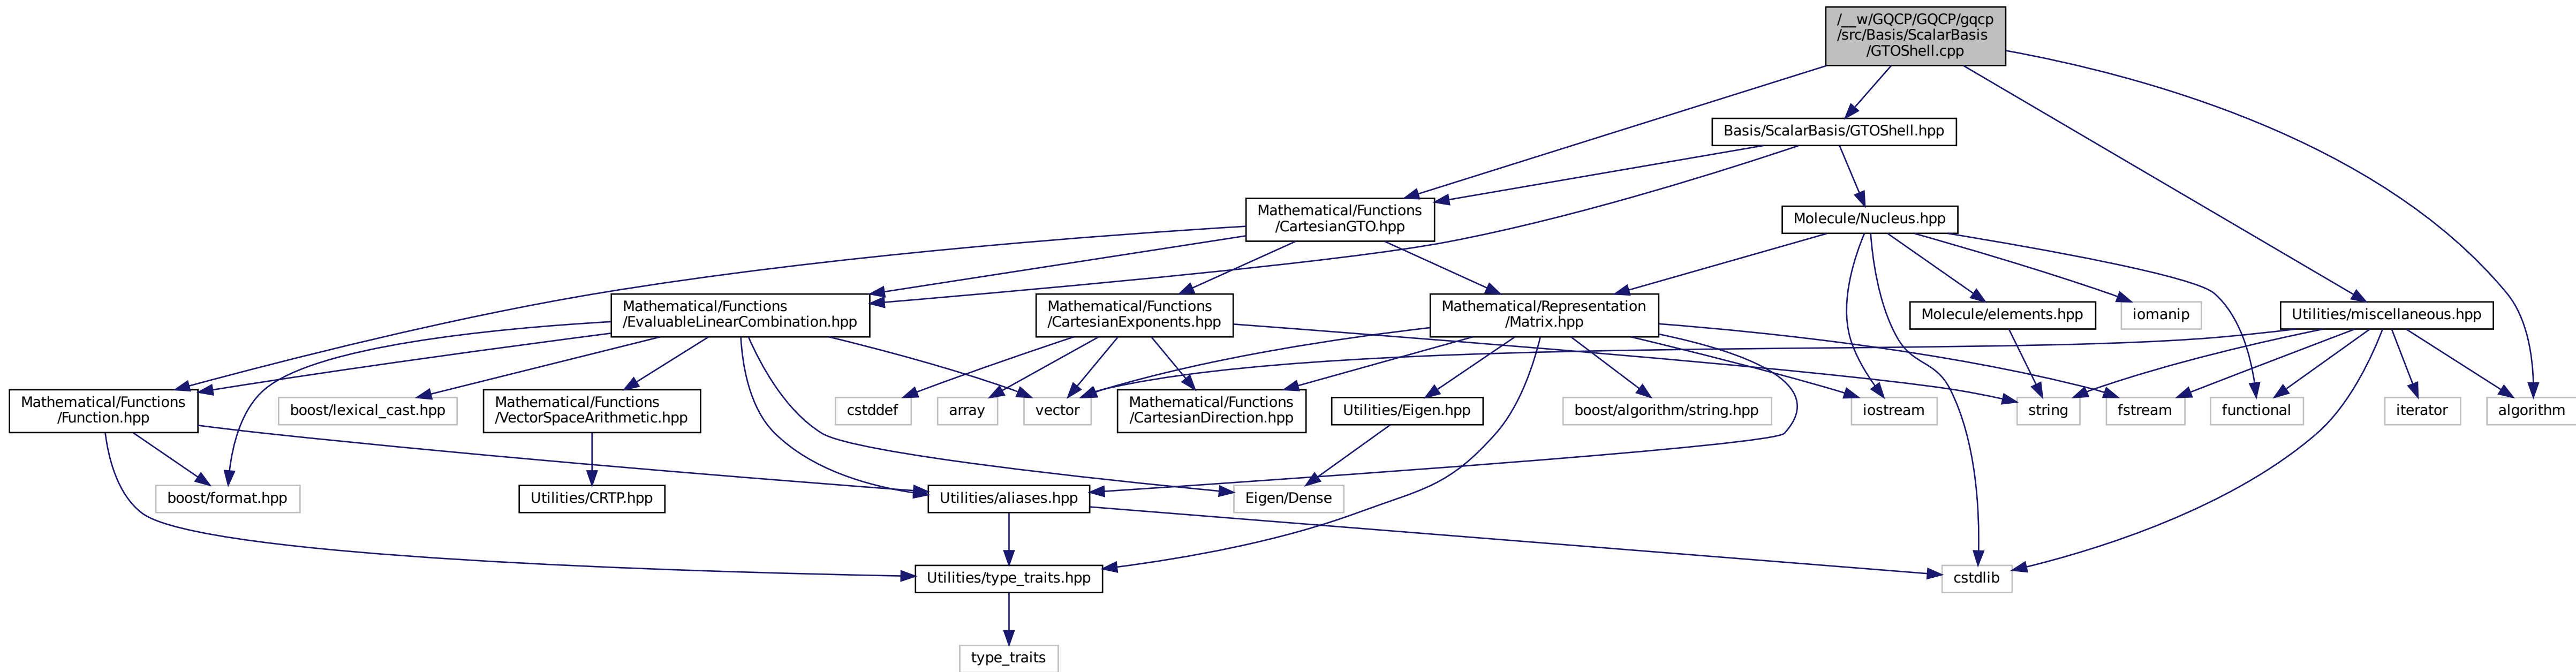 /__w/GQCP/GQCP/gqcp
/src/Basis/ScalarBasis
/GTOShell.cpp
Basis/ScalarBasis/GTOShell.hpp
Mathematical/Functions
/CartesianGTO.hpp
Molecule/Nucleus.hpp
Mathematical/Functions
/EvaluableLinearCombination.hpp
Mathematical/Functions
/CartesianExponents.hpp
Mathematical/Representation
/Matrix.hpp
Molecule/elements.hpp
iomanip
Utilities/miscellaneous.hpp
Mathematical/Functions
/Function.hpp
boost/lexical_cast.hpp
Mathematical/Functions
/VectorSpaceArithmetic.hpp
cstddef
array
vector
Mathematical/Functions
/CartesianDirection.hpp
Utilities/Eigen.hpp
boost/algorithm/string.hpp
iostream
string
fstream
functional
iterator
algorithm
boost/format.hpp
Utilities/CRTP.hpp
Utilities/aliases.hpp
Eigen/Dense
Utilities/type_traits.hpp
cstdlib
type_traits